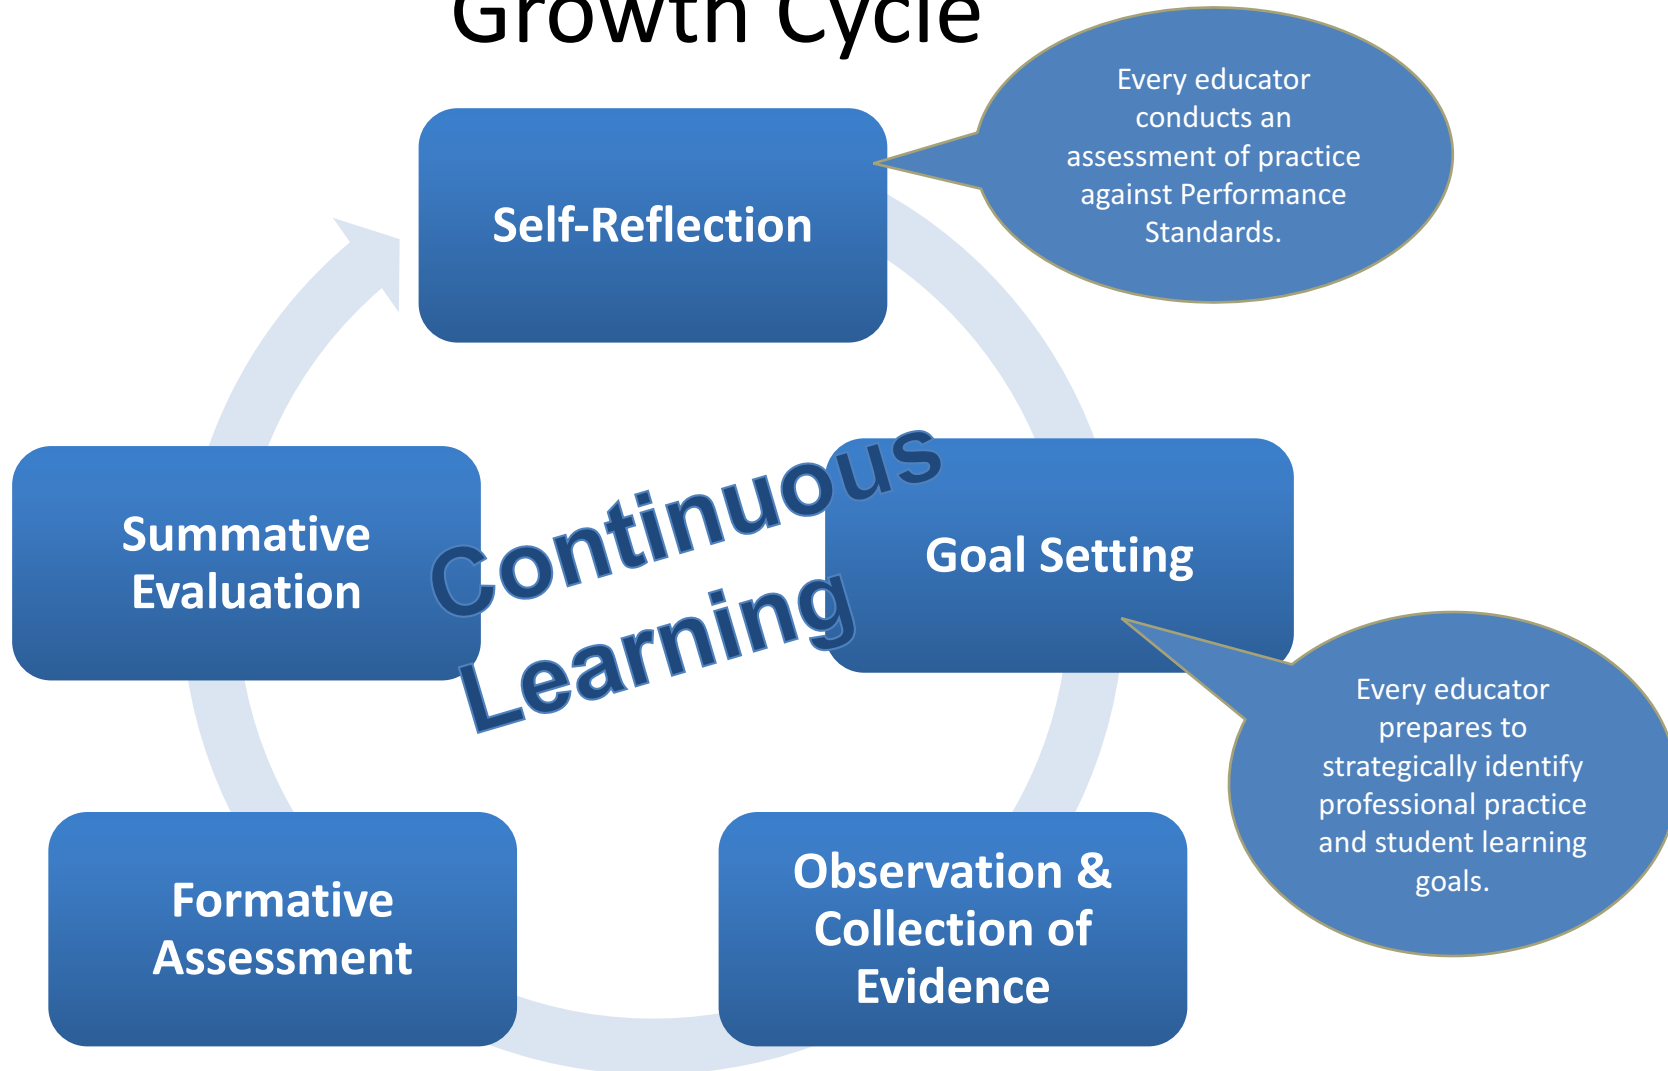 Growth Cycle
Every educator
conducts an
assessment of practice
against Performance
Standards.
Self-Reflection
Continuous
Learning
Goal Setting
Summative
Evaluation
Every educator
prepares to
strategically identify
professional practice
and student learning
goals.
Observation &
Collection of
Evidence
Formative
Assessment